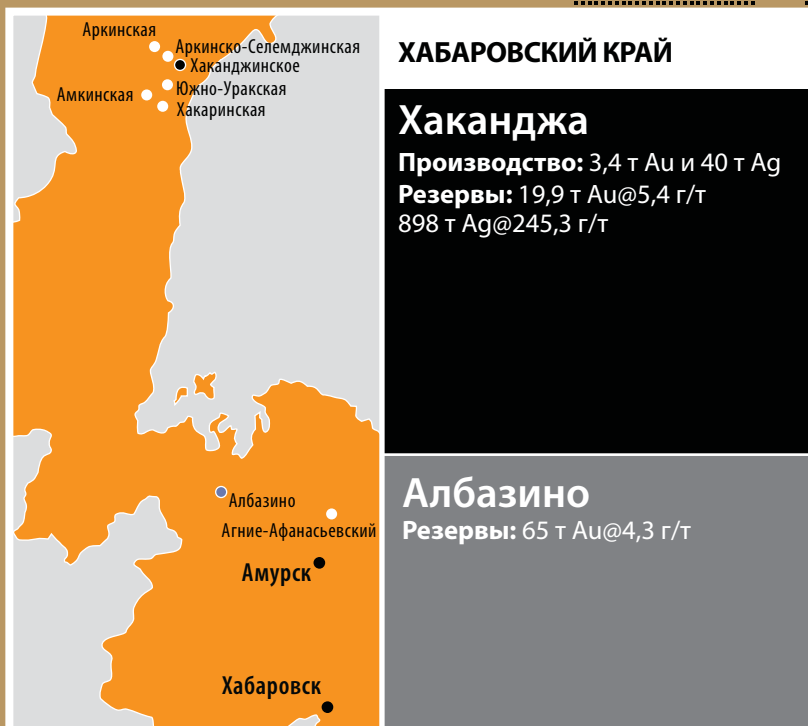 Аркинская
Аркинско-Селемджинская
Хаканджинское
Южно-Уракская
Амкинская
Хакаринская
Албазино
Агние-Афанасьевский
Амурск
Хабаровск
ХАБАРОВСКИЙ КРАЙ
Хаканджа
Производство: 3,4 т Au и 40 т Ag
Резервы: 19,9 т Au@5,4 г/т
898 т Ag@245,3 г/т
Албазино
Резервы: 65 т Au@4,3 г/т